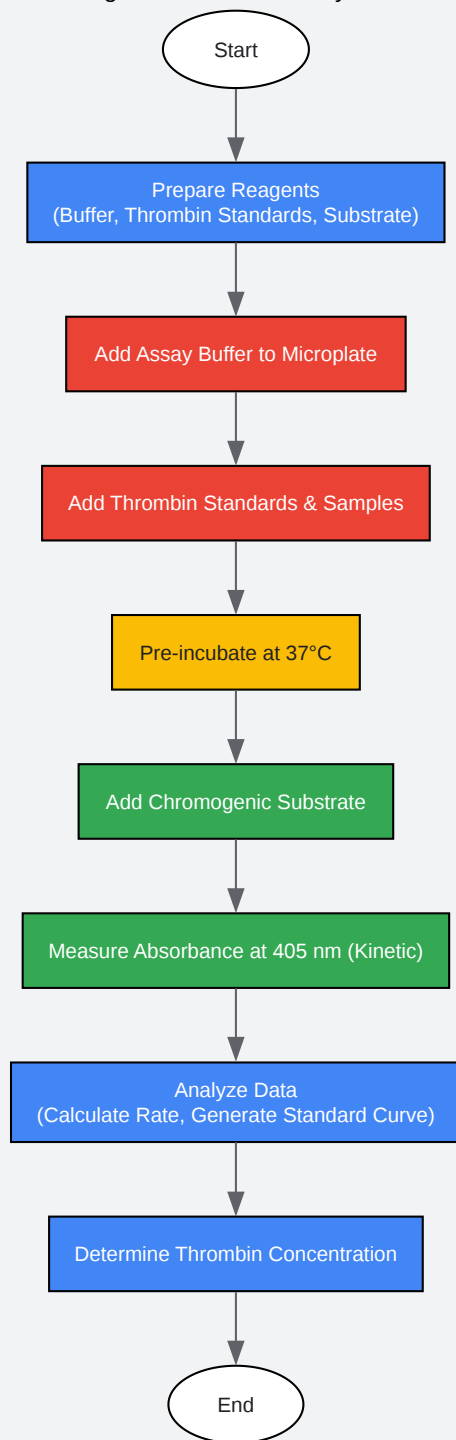 Start
Prepare Reagents
(Buffer, Thrombin Standards, Substrate)
Add Assay Buffer to Microplate
Add Thrombin Standards & Samples
Pre-incubate at 37°C
Add Chromogenic Substrate
Measure Absorbance at 405 nm (Kinetic)
Analyze Data
(Calculate Rate, Generate Standard Curve)
Determine Thrombin Concentration
End